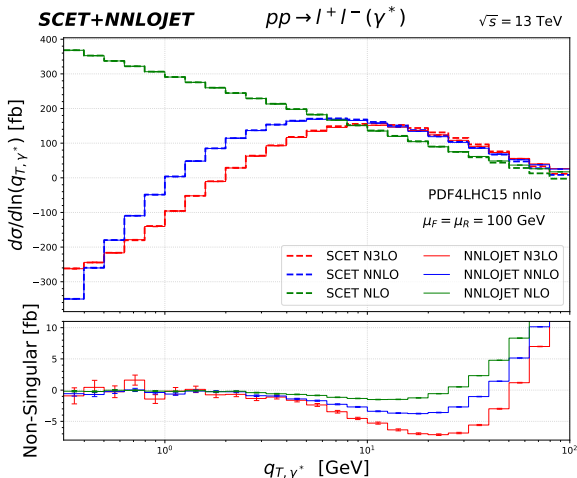 SCET+NNLOJET
pp → l⁺l⁻(γ*)
√s = 13 TeV
dσ/dln(q_{T,γ*}) [fb]
400
300
200
100
0
−100
−200
−300
PDF4LHC15 nnlo
μ_F = μ_R = 100 GeV
SCET N3LO
SCET NNLO
SCET NLO
NNLOJET N3LO
NNLOJET NNLO
NNLOJET NLO
Non-Singular [fb]
10
5
0
−5
10⁰
10¹
10²
q_{T,γ*} [GeV]